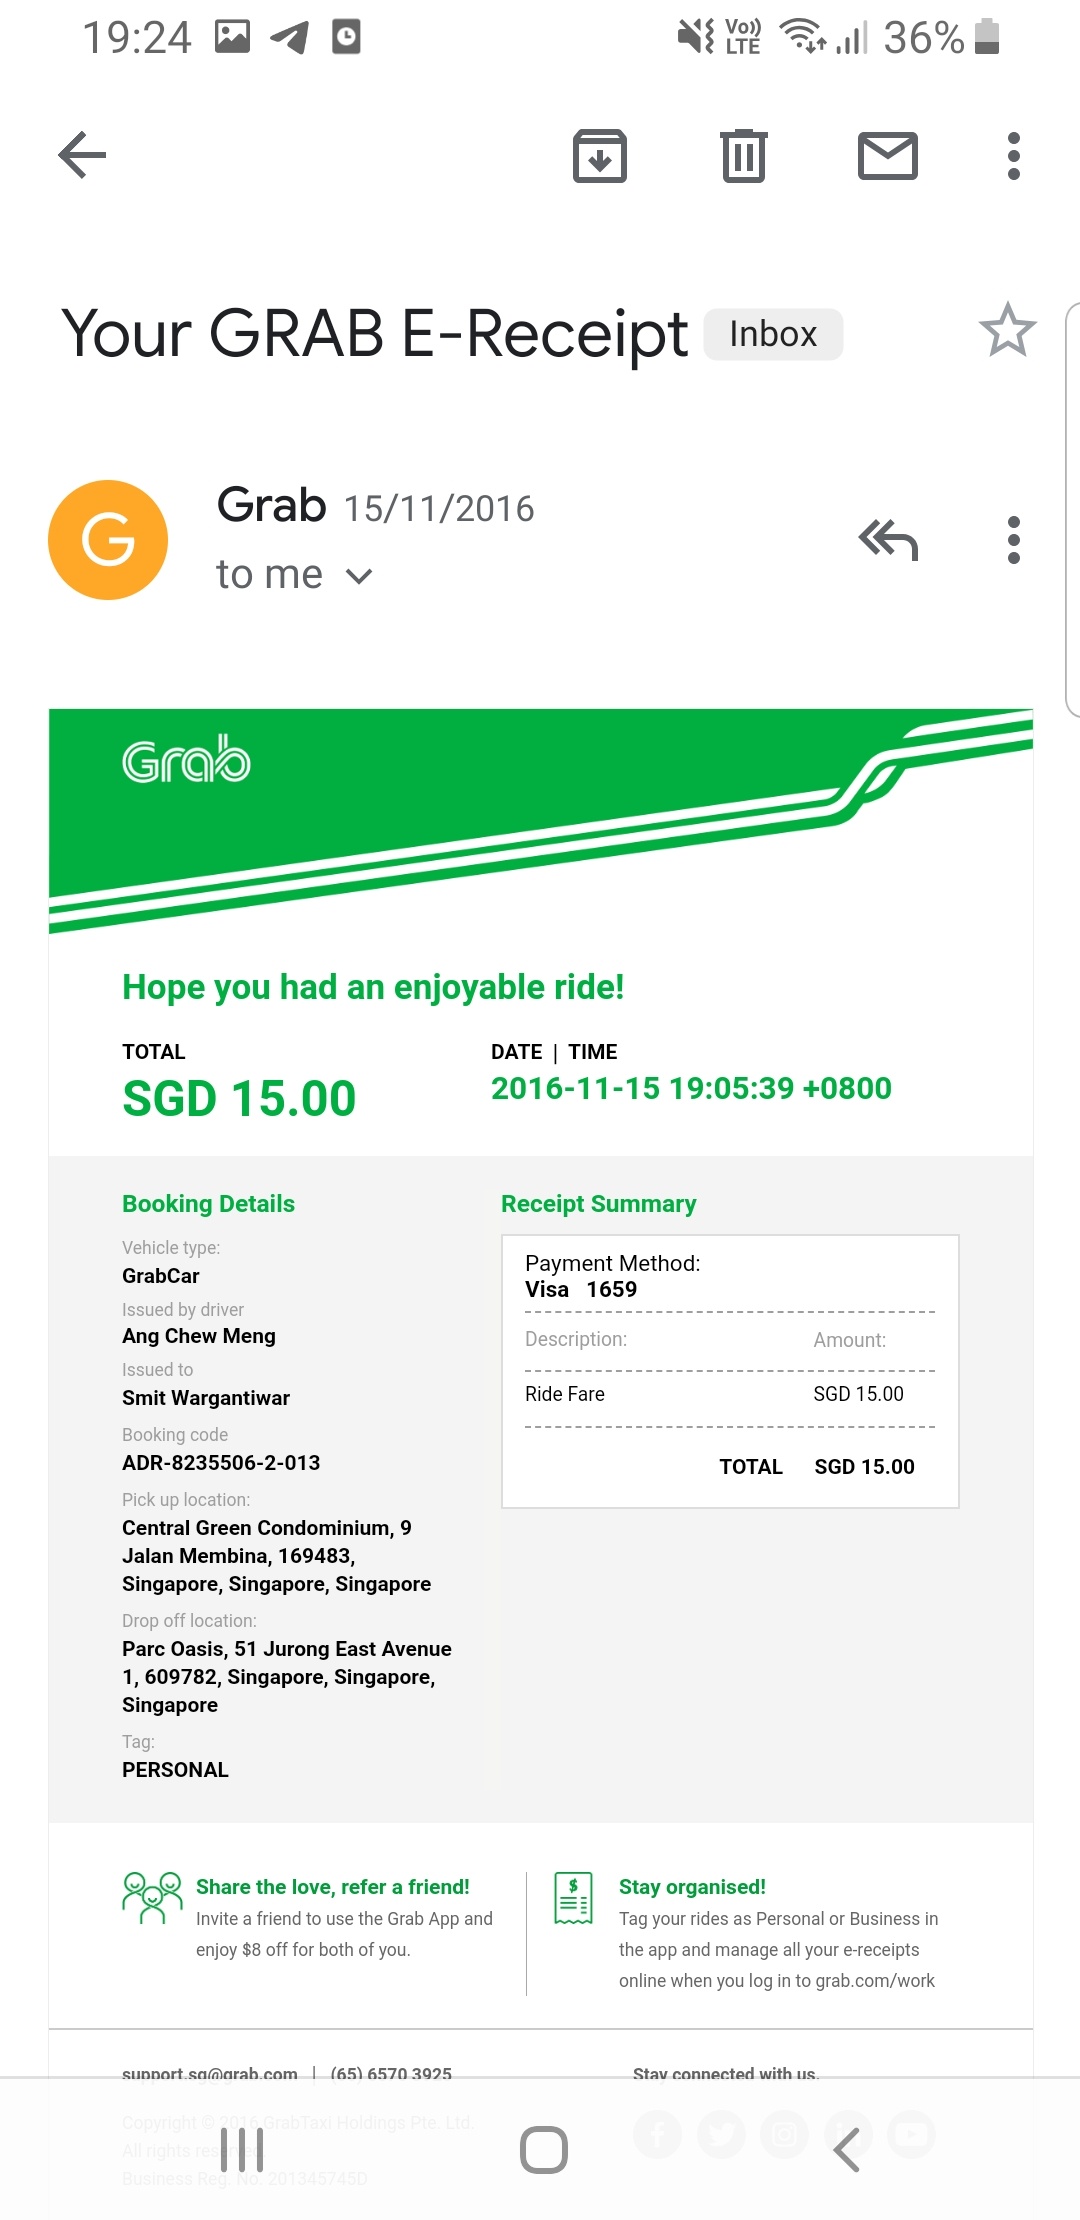 19:24
Vo)) LTE
36%
Your GRAB E-Receipt Inbox
G
Grab 15/11/2016
to me
Grab
Hope you had an enjoyable ride!
TOTAL
SGD 15.00
DATE | TIME
2016-11-15 19:05:39 +0800
Booking Details
Vehicle type:
GrabCar
Issued by driver
Ang Chew Meng
Issued to
Smit Wargantiwar
Booking code
ADR-8235506-2-013
Pick up location:
Central Green Condominium, 9
Jalan Membina, 169483,
Singapore, Singapore, Singapore
Drop off location:
Parc Oasis, 51 Jurong East Avenue
1, 609782, Singapore, Singapore,
Singapore
Tag:
PERSONAL
Receipt Summary
Payment Method:
Visa 1659
Description: Amount:
Ride Fare SGD 15.00
TOTAL SGD 15.00
Share the love, refer a friend!
Invite a friend to use the Grab App and
enjoy $8 off for both of you.
Stay organised!
Tag your rides as Personal or Business in
the app and manage all your e-receipts
online when you log in to grab.com/work
support.sg@grab.com | (65) 6570 3925
Stay connected with us.
Copyright © 2016 GrabTaxi Holdings Pte. Ltd.
All rights reserved.
Business Reg. No. 201345745D